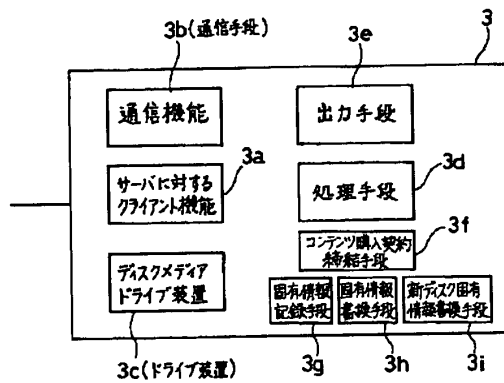 3b(通信手段)
3e
3
通信機能
出力手段
3a
サーバに対する
クライアント機能
処理手段
3d
コンテンツ購入契約
締結手段
3f
ディスクメディア
ドライブ装置
固有情報
記録手段
固有情報
書換手段
新ディスク固有
情報書換手段
3c(ドライブ装置)
3g
3h
3i